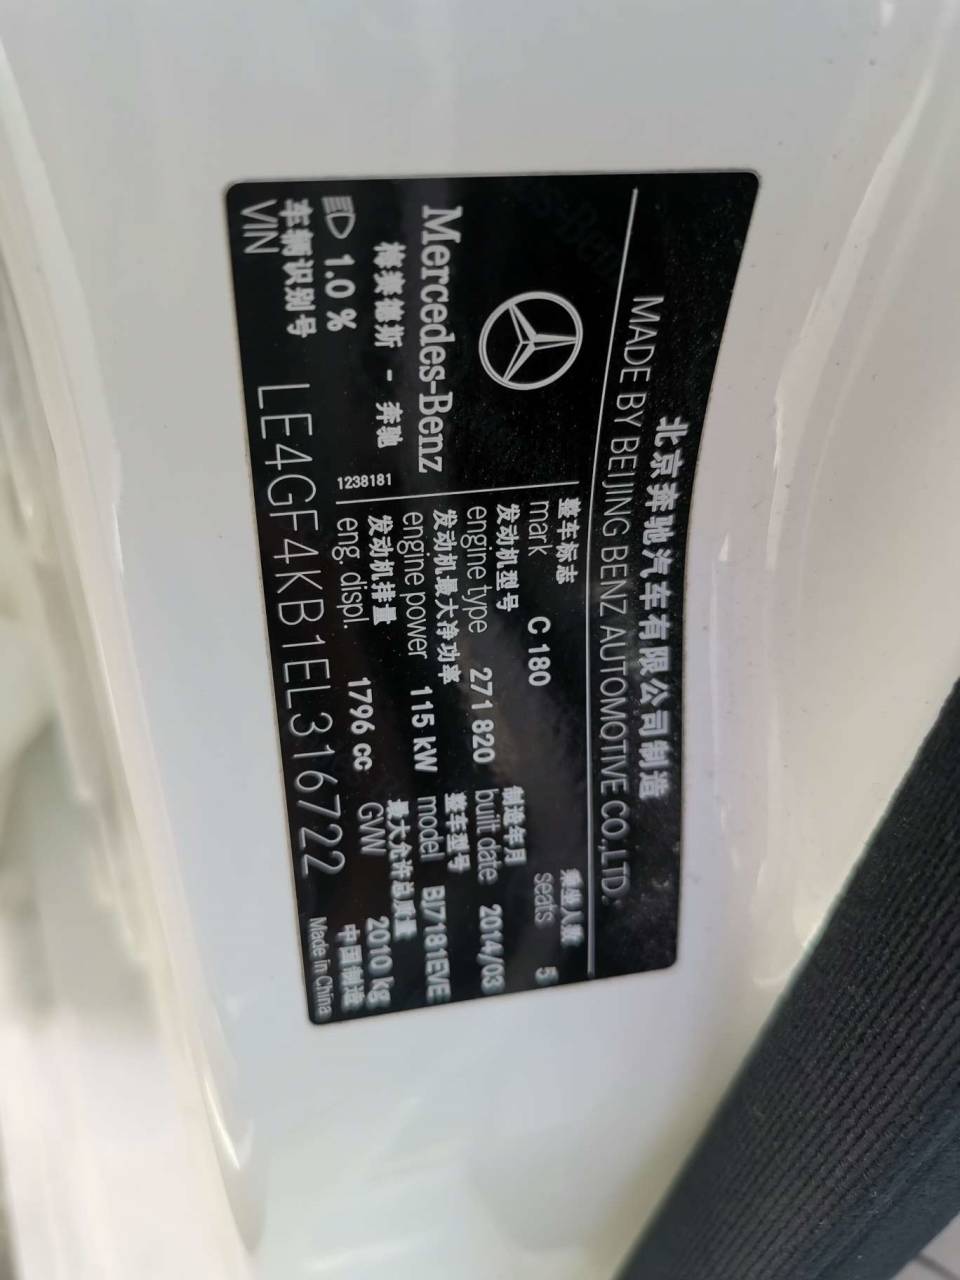 北京奔驰汽车有限公司制造
MADE BY BEIJING BENZ AUTOMOTIVE CO.,LTD.
Mercedes-Benz
梅赛德斯 - 奔驰
1.0 %
1238181
整车标志
mark C 180
乘坐人数
seats 5
发动机型号
engine type 271 820
制造年月
built date: 2014/03
发动机最大净功率
engine power 115 kW
整车型号
model BJ7181EVE
发动机排量
eng. displ. 1796 cc
最大允许总质量
GVW 2010 kg
车辆识别号
VIN LE4GF4KB1EL316722
中国制造
Made in China